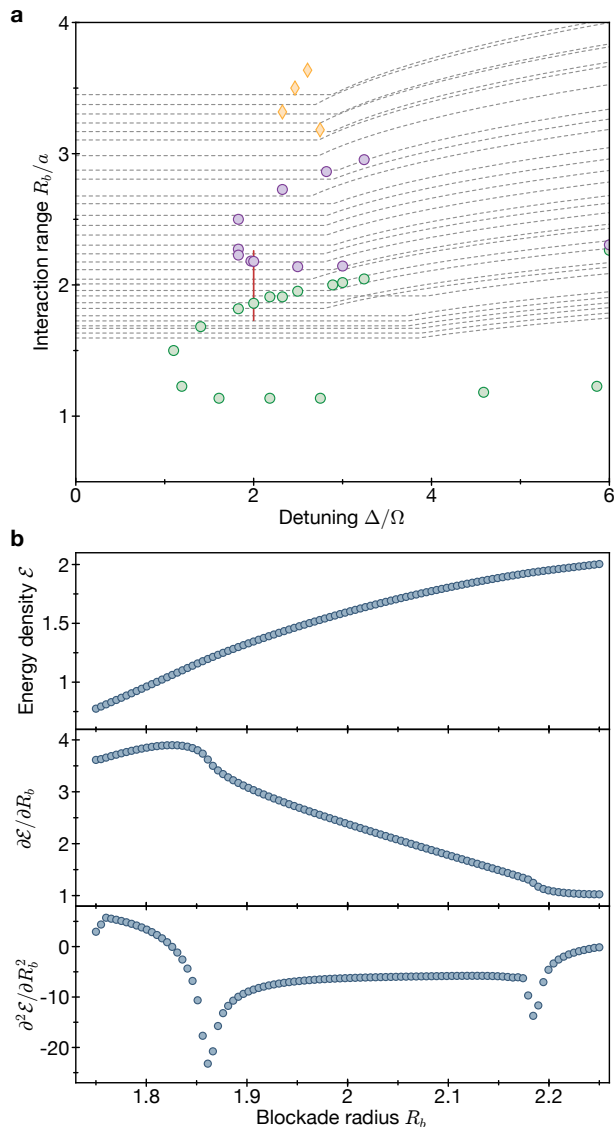 a
4
3
2
1
Interaction range R_b/a
0
2
4
6
Detuning Δ/Ω
b
2
1.5
1
Energy density ℰ
4
3
2
1
∂ℰ/∂R_b
0
-10
-20
∂²ℰ/∂R_b²
1.8
1.9
2
2.1
2.2
Blockade radius R_b